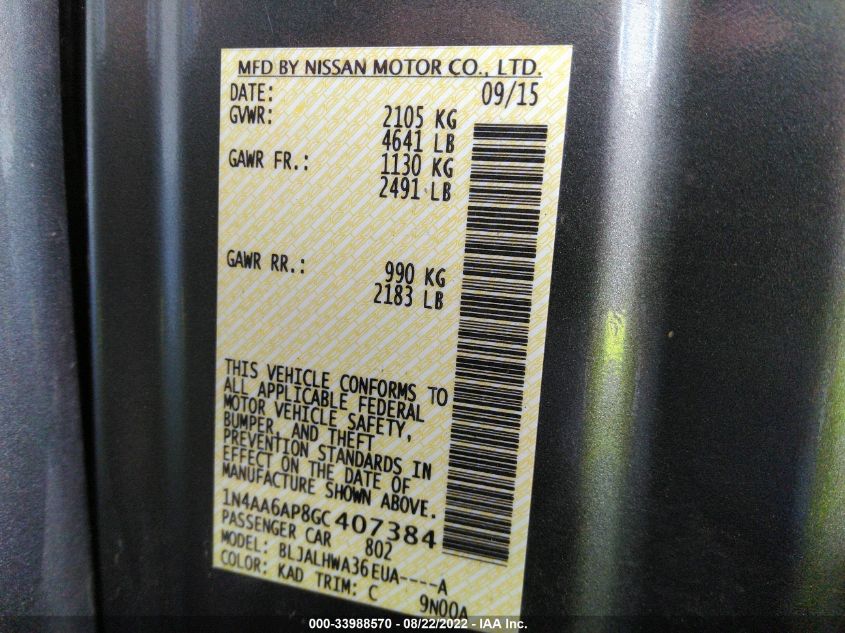 MFD BY NISSAN MOTOR CO., LTD.
DATE: 09/15
GVWR: 2105 KG
4641 LB
GAWR FR.: 1130 KG
2491 LB
GAWR RR.: 990 KG
2183 LB
THIS VEHICLE CONFORMS TO
ALL APPLICABLE FEDERAL
MOTOR VEHICLE SAFETY,
BUMPER, AND THEFT
PREVENTION STANDARDS IN
EFFECT ON THE DATE OF
MANUFACTURE SHOWN ABOVE.
1N4AA6AP8GC407384
PASSENGER CAR 802
MODEL: BLJALHWA36EUA----A
COLOR: KAD TRIM: C 9N00A
000-33988570 - 08/22/2022 - IAA Inc.